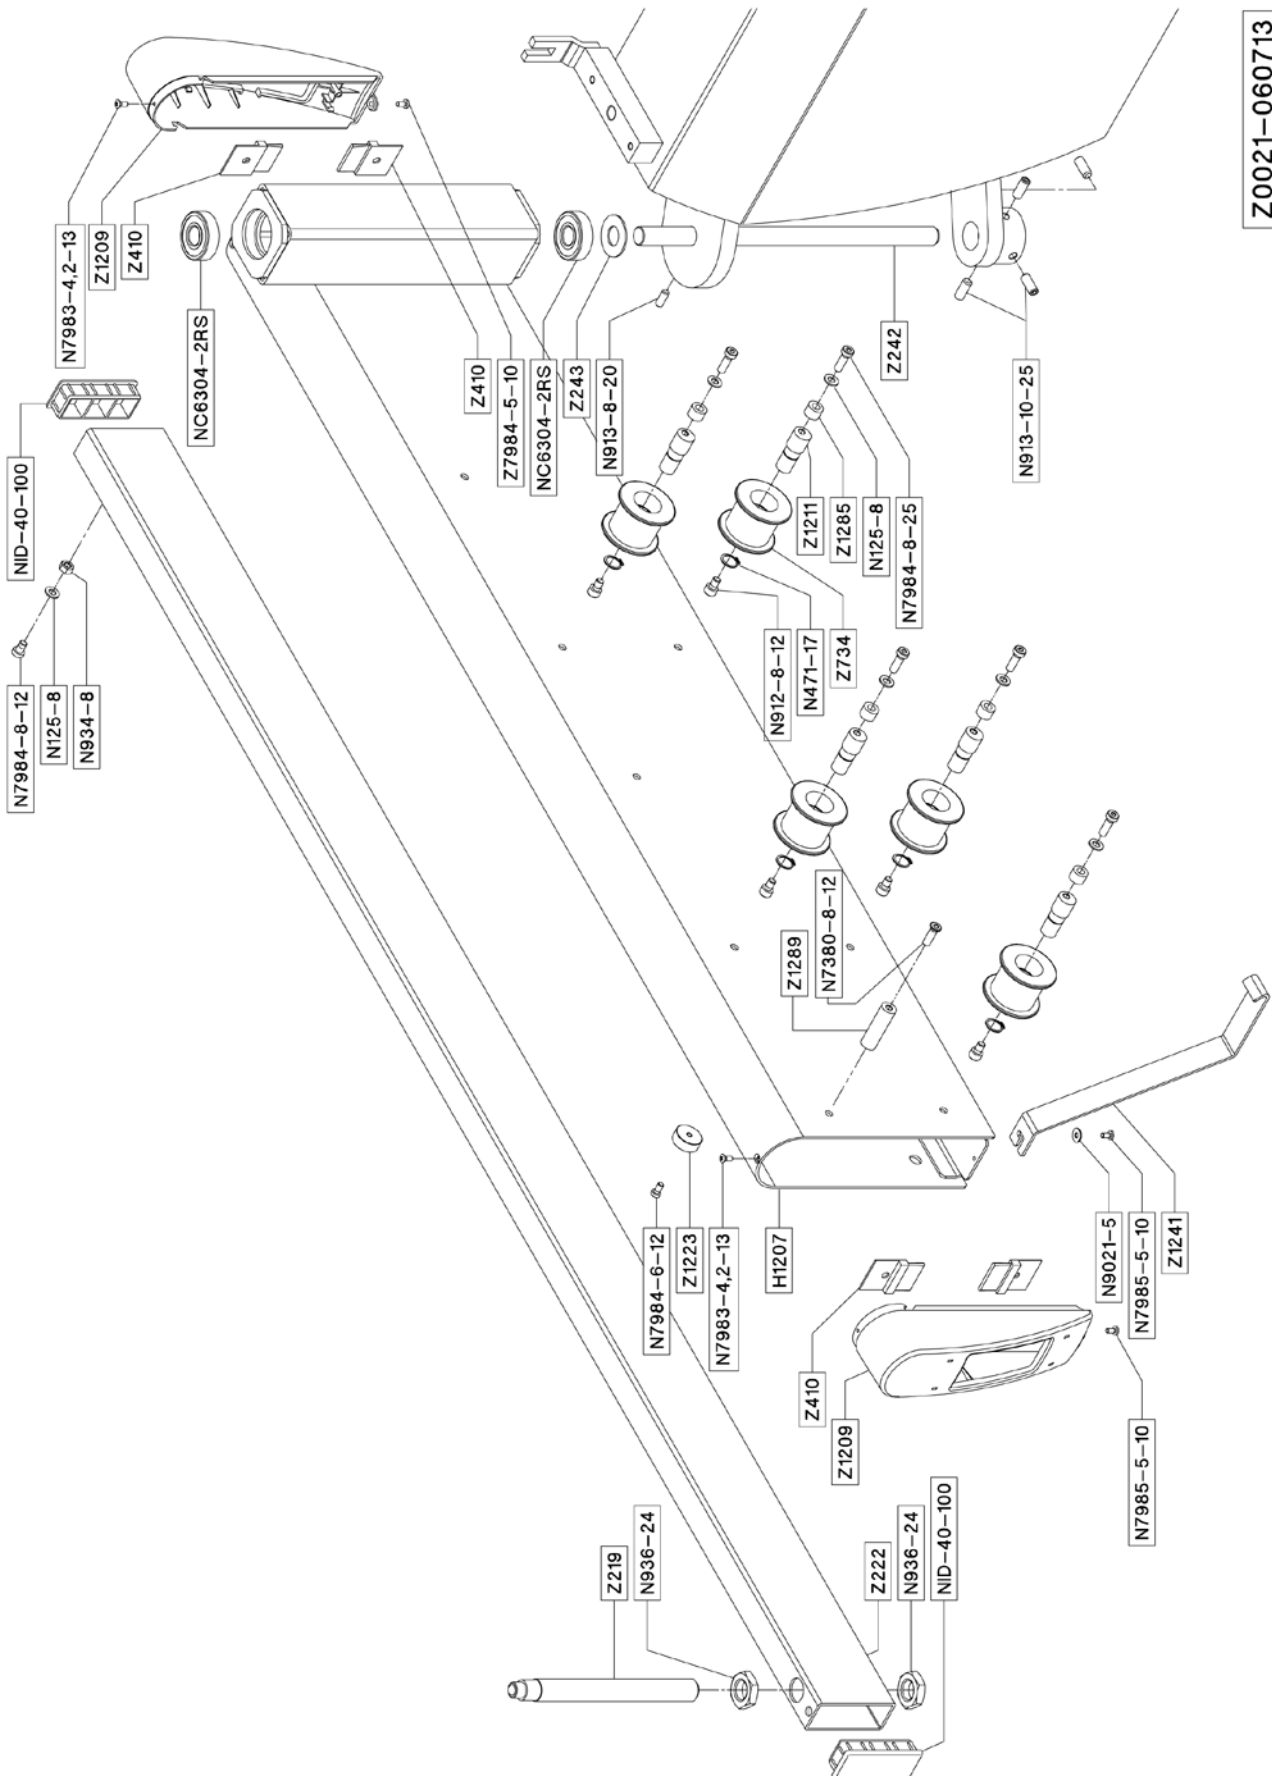 Z0021-060713
N7983-4,2-13
Z1209
Z410
NC6304-2RS
NID-40-100
N7984-8-12
N125-8
N934-8
Z410
Z7984-5-10
NC6304-2RS
Z243
N913-8-20
Z242
N913-10-25
Z1211
Z1285
N125-8
N7984-8-25
N912-8-12
N471-17
Z734
Z1289
N7380-8-12
N7984-6-12
Z1223
N7983-4,2-13
H1207
N9021-5
N7985-5-10
Z1241
Z410
Z1209
N7985-5-10
Z219
N936-24
Z222
N936-24
NID-40-100